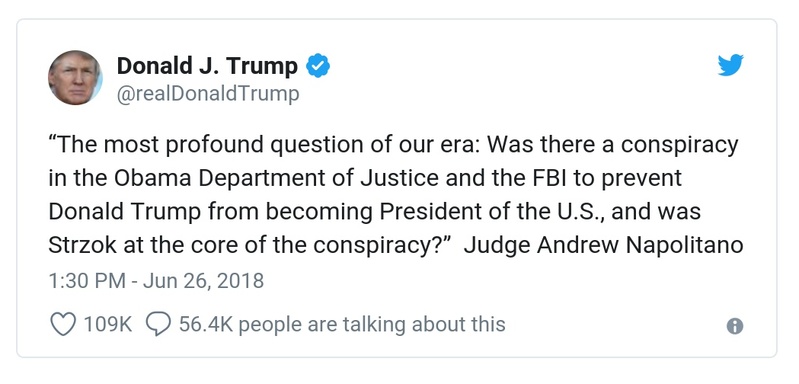 Donald J. Trump
@realDonaldTrump
“The most profound question of our era: Was there a conspiracy
in the Obama Department of Justice and the FBI to prevent
Donald Trump from becoming President of the U.S., and was
Strzok at the core of the conspiracy?”  Judge Andrew Napolitano
1:30 PM - Jun 26, 2018
109K 56.4K people are talking about this